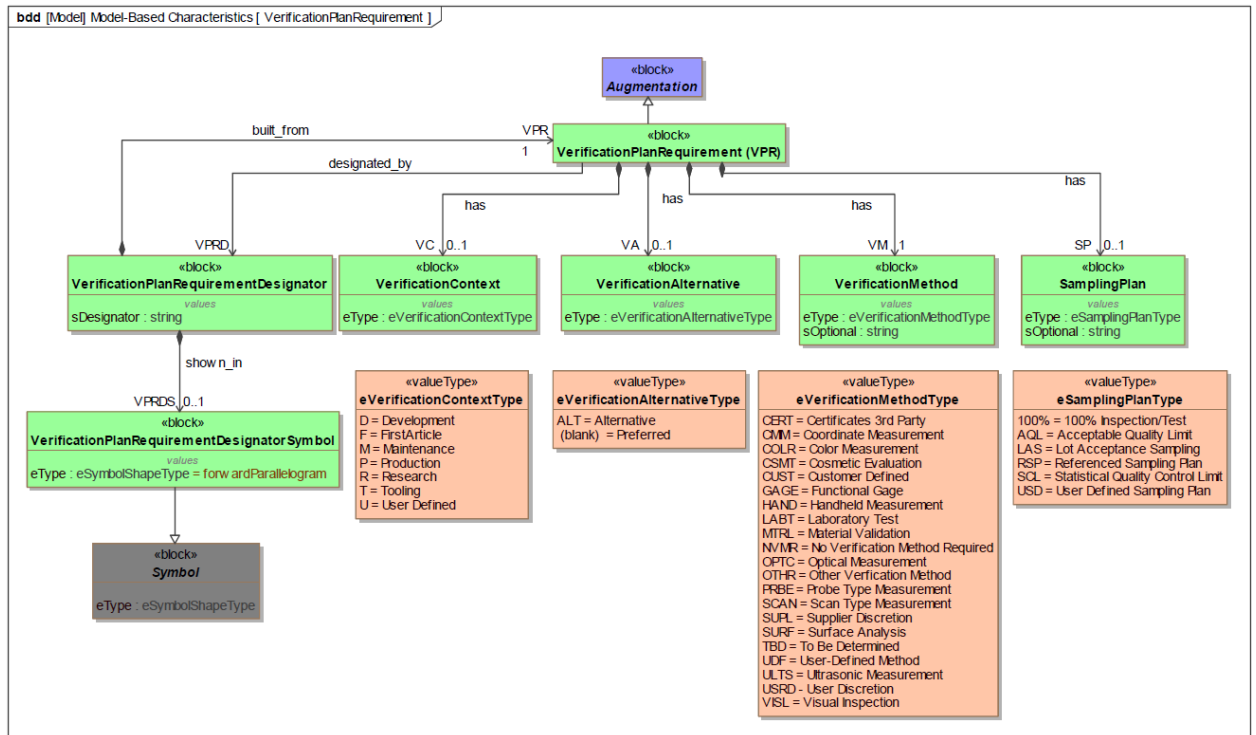 bdd [Model] Model-Based Characteristics [ VerificationPlanRequirement ]
«block»
Augmentation
built_from
VPR
1
«block»
VerificationPlanRequirement (VPR)
designated_by
has
has
has
has
VPRD
VC 0..1
VA 0..1
VM 1
SP 0..1
«block»
VerificationPlanRequirementDesignator
values
sDesignator : string
«block»
VerificationContext
values
eType : eVerificationContextType
«block»
VerificationAlternative
values
eType : eVerificationAlternativeType
«block»
VerificationMethod
values
eType : eVerificationMethodType
sOptional : string
«block»
SamplingPlan
values
eType : eSamplingPlanType
sOptional : string
shown_in
VPRDS 0..1
«block»
VerificationPlanRequirementDesignatorSymbol
values
eType : eSymbolShapeType = forwardParallelogram
«block»
Symbol
eType : eSymbolShapeType
«valueType»
eVerificationContextType
D = Development
F = FirstArticle
M = Maintenance
P = Production
R = Research
T = Tooling
U = User Defined
«valueType»
eVerificationAlternativeType
ALT = Alternative
(blank) = Preferred
«valueType»
eVerificationMethodType
CERT = Certificates 3rd Party
CMM = Coordinate Measurement
COLR = Color Measurement
CSMT = Cosmetic Evaluation
CUST = Customer Defined
GAGE = Functional Gage
HAND = Handheld Measurement
LABT = Laboratory Test
MTRL = Material Validation
NVMR = No Verification Method Required
OPTC = Optical Measurement
OTHR = Other Verfication Method
PRBE = Probe Type Measurement
SCAN = Scan Type Measurement
SUPL = Supplier Discretion
SURF = Surface Analysis
TBD = To Be Determined
UDF = User-Defined Method
ULTS = Ultrasonic Measurement
USRD - User Discretion
VISL = Visual Inspection
«valueType»
eSamplingPlanType
100% = 100% Inspection/Test
AQL = Acceptable Quality Limit
LAS = Lot Acceptance Sampling
RSP = Referenced Sampling Plan
SCL = Statistical Quality Control Limit
USD = User Defined Sampling Plan